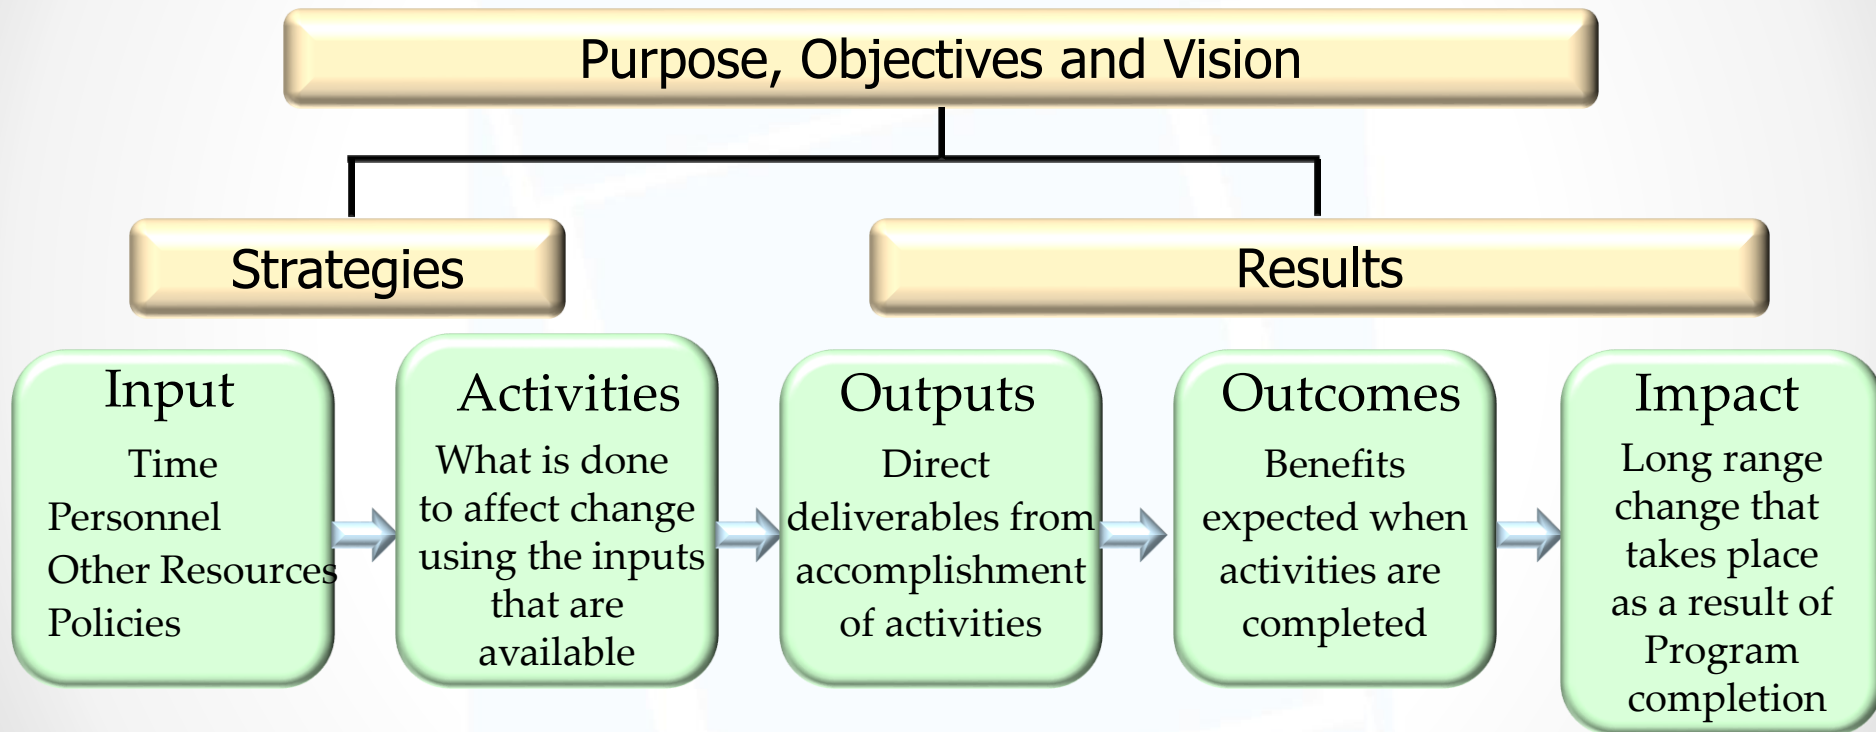 Purpose, Objectives and Vision
Strategies
Results
Input
Time
Personnel
Other Resources
Policies
Activities
What is done
to affect change
using the inputs
that are
available
Outputs
Direct
deliverables from
accomplishment
of activities
Outcomes
Benefits
expected when
activities are
completed
Impact
Long range
change that
takes place
as a result of
Program
completion